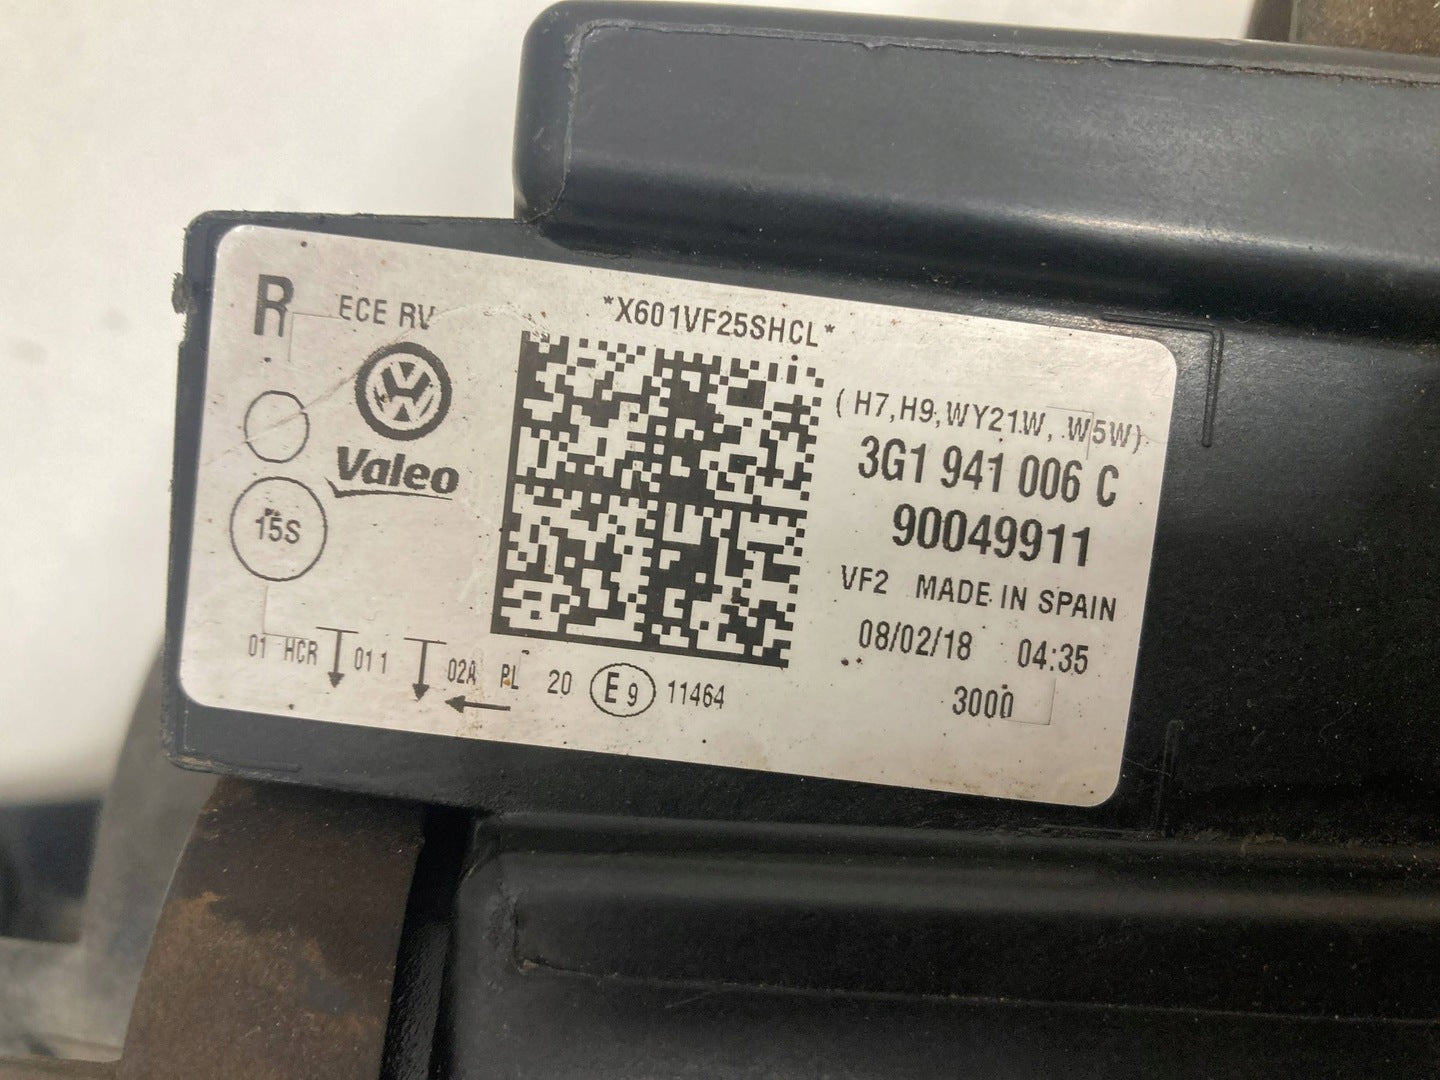 R ECE RV
*X601VF25SHCL*
Valeo
15S
(H7,H9,WY21W, W5W)
3G1 941 006 C
90049911
VF2 MADE IN SPAIN
08/02/18 04:35
3000
01 HCR 011 02A PL 20 E9 11464